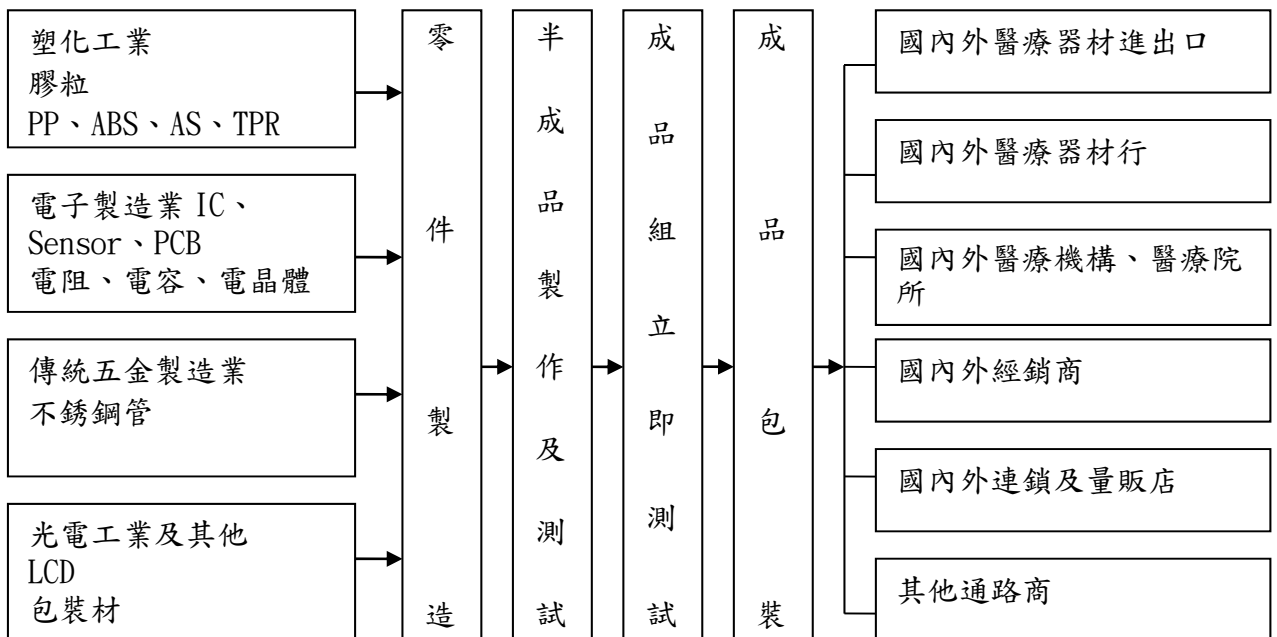 塑化工業
膠粒
PP、ABS、AS、TPR
電子製造業 IC、
Sensor、PCB
電阻、電容、電晶體
傳統五金製造業
不銹鋼管
光電工業及其他
LCD
包裝材
零件製造
半成品製作及測試
成品組立即測試
成品包裝
國內外醫療器材進出口
國內外醫療器材行
國內外醫療機構、醫療院
所
國內外經銷商
國內外連鎖及量販店
其他通路商